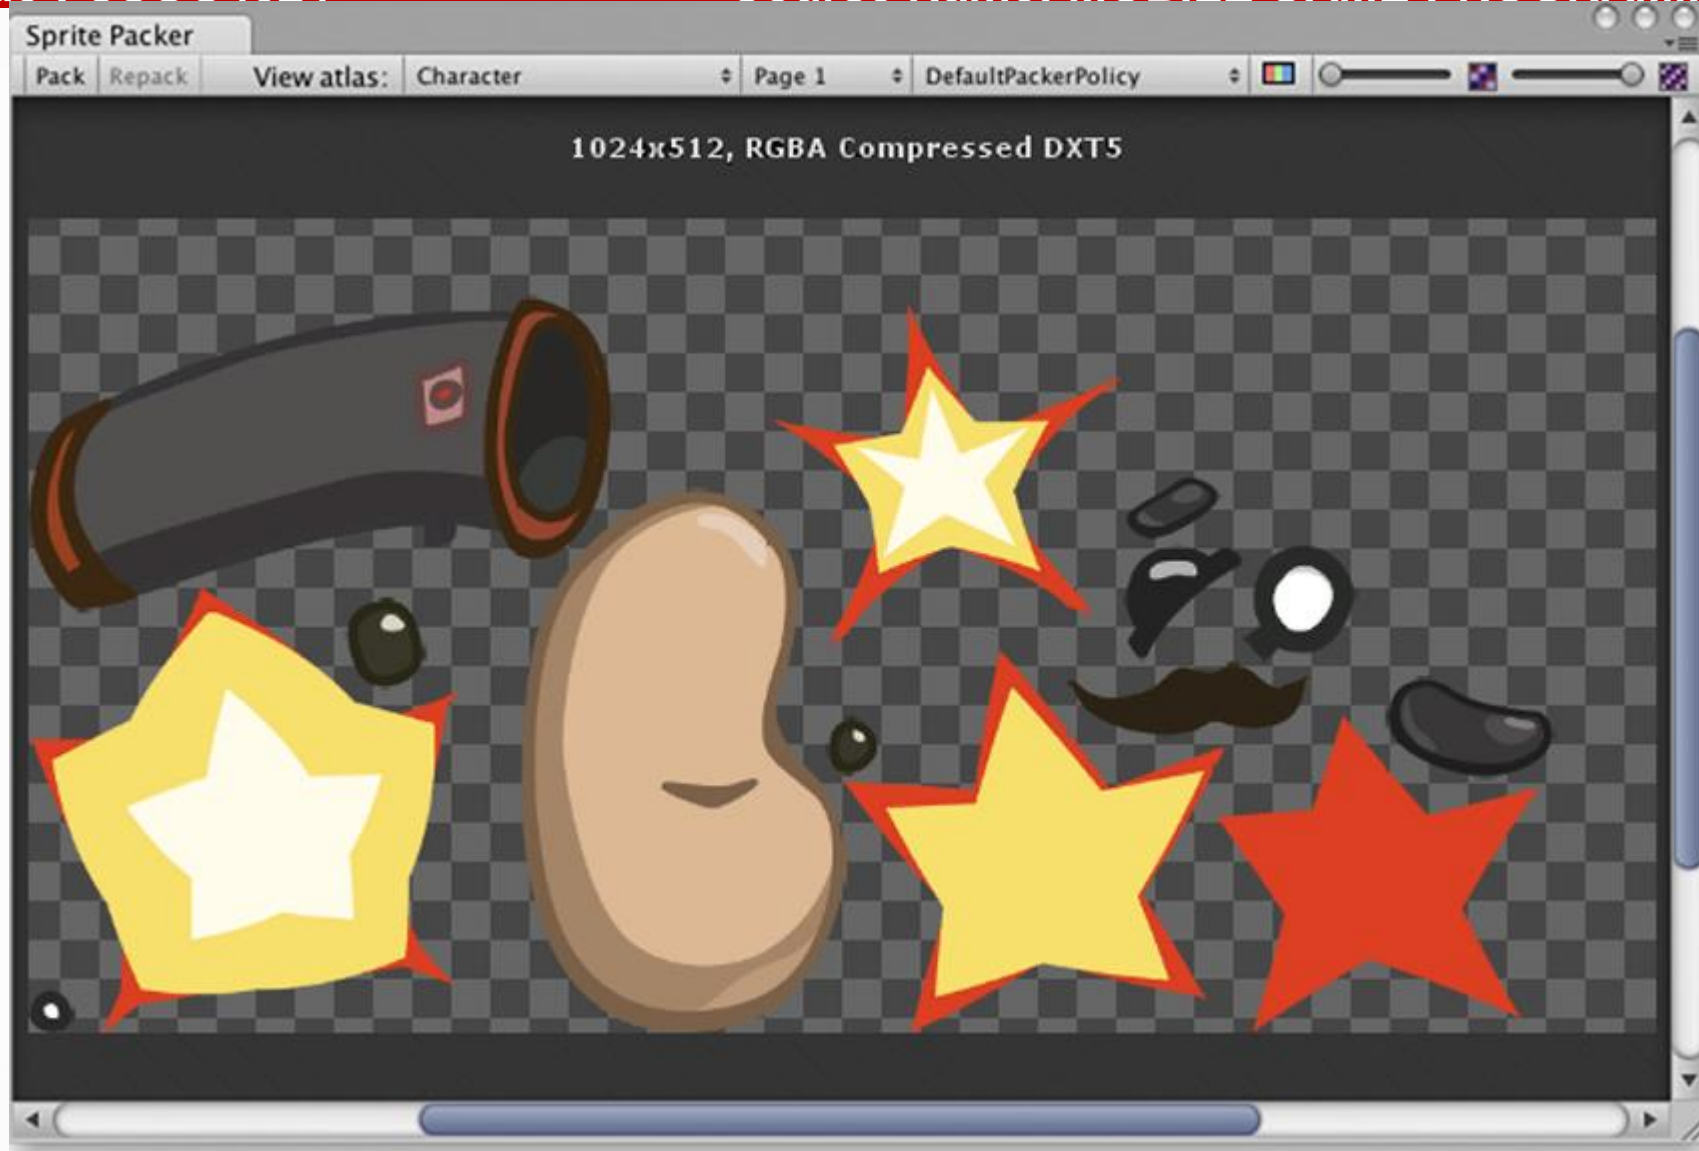 Sprite Packer
Pack Repack View atlas: Character Page 1 DefaultPackerPolicy
1024x512, RGBA Compressed DXT5